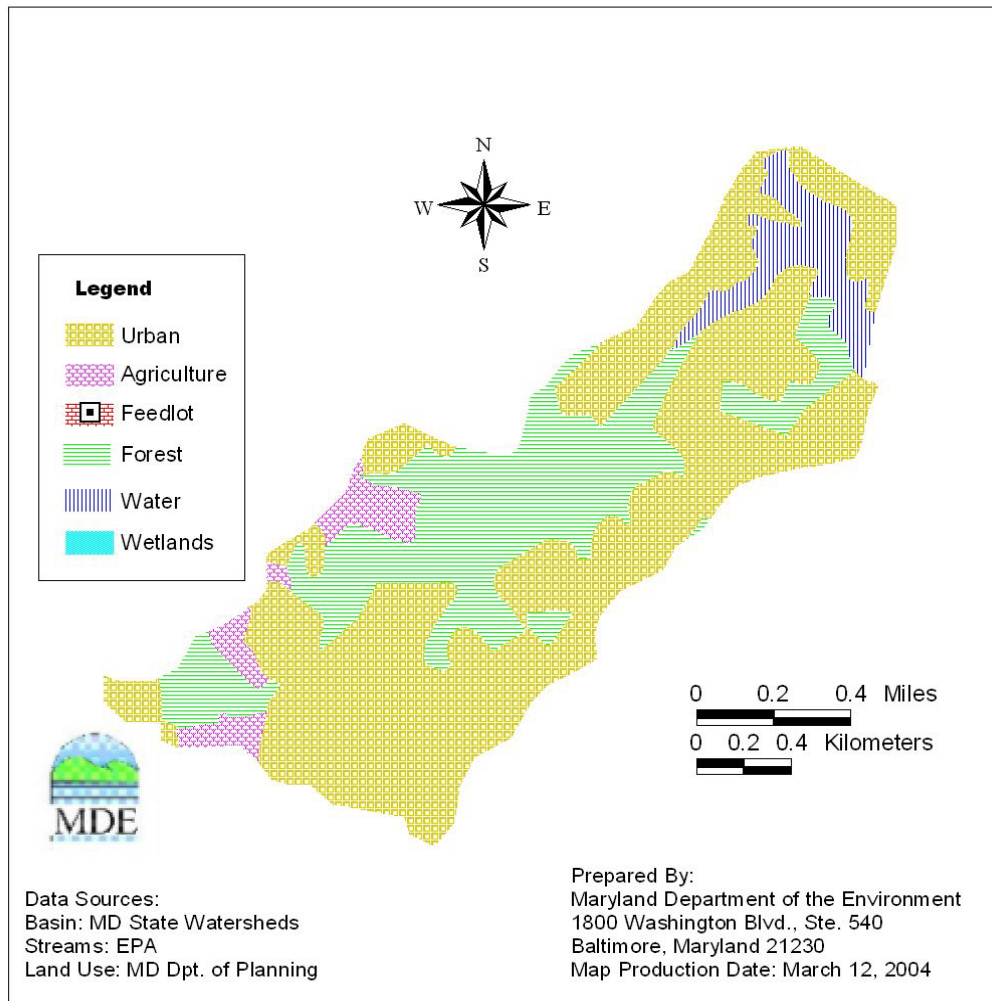 N
W E
S
Legend
Urban
Agriculture
Feedlot
Forest
Water
Wetlands
0 0.2 0.4 Miles
0 0.2 0.4 Kilometers
MDE
Data Sources:
Basin: MD State Watersheds
Streams: EPA
Land Use: MD Dpt. of Planning
Prepared By:
Maryland Department of the Environment
1800 Washington Blvd., Ste. 540
Baltimore, Maryland 21230
Map Production Date: March 12, 2004